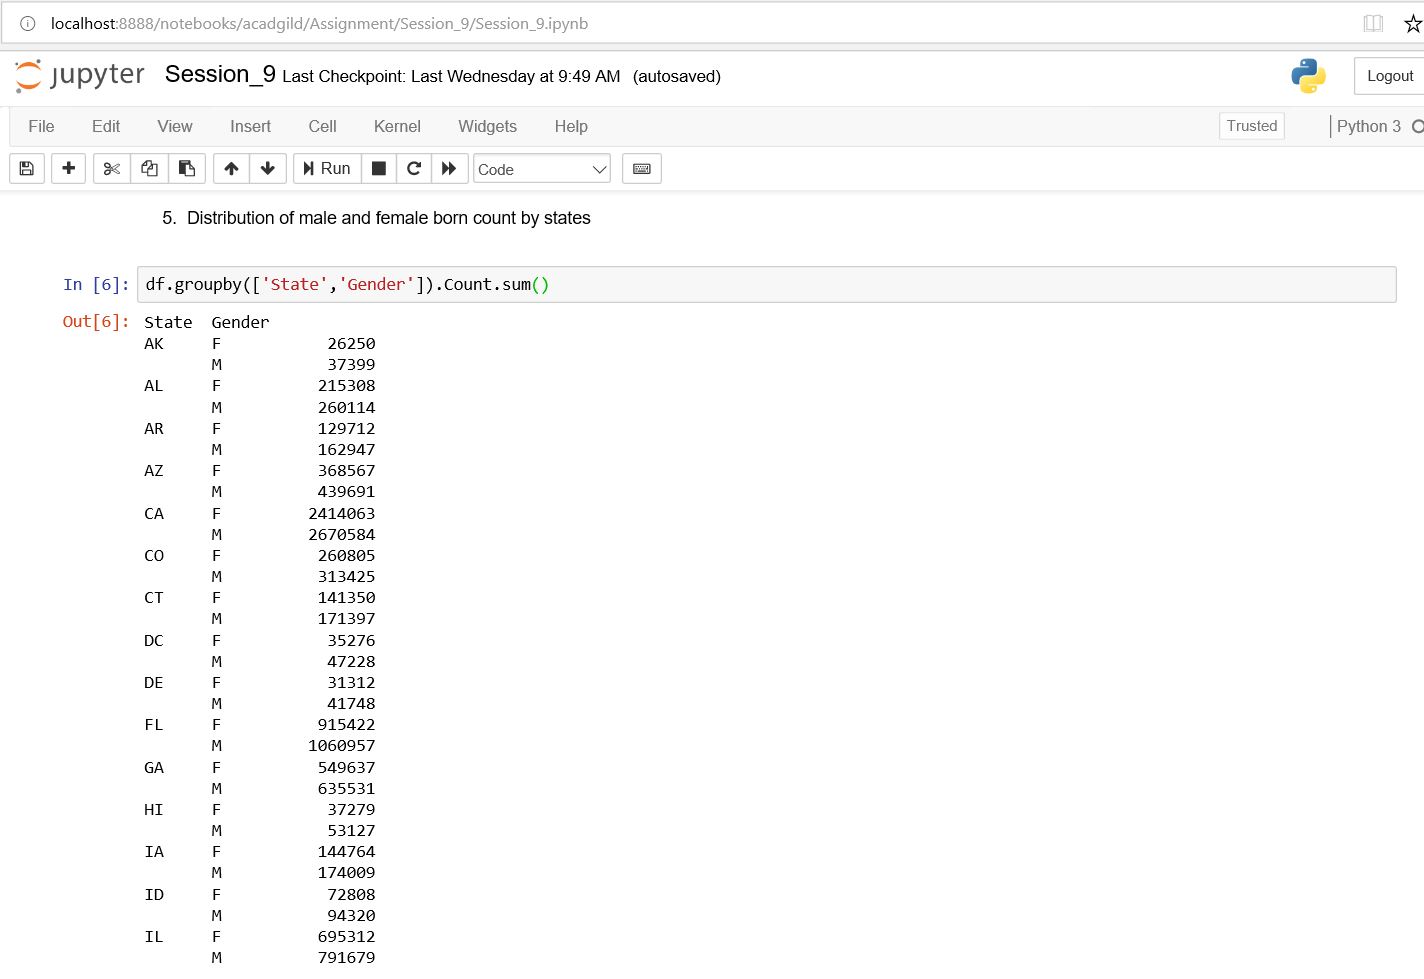 localhost:8888/notebooks/acadgild/Assignment/Session_9/Session_9.ipynb
jupyter Session_9 Last Checkpoint: Last Wednesday at 9:49 AM (autosaved)
Logout
File Edit View Insert Cell Kernel Widgets Help
Trusted
Python 3
Run
Code
5. Distribution of male and female born count by states
In [6]: df.groupby(['State','Gender']).Count.sum()
Out[6]: State Gender
AK F 26250
M 37399
AL F 215308
M 260114
AR F 129712
M 162947
AZ F 368567
M 439691
CA F 2414063
M 2670584
CO F 260805
M 313425
CT F 141350
M 171397
DC F 35276
M 47228
DE F 31312
M 41748
FL F 915422
M 1060957
GA F 549637
M 635531
HI F 37279
M 53127
IA F 144764
M 174009
ID F 72808
M 94320
IL F 695312
M 791679